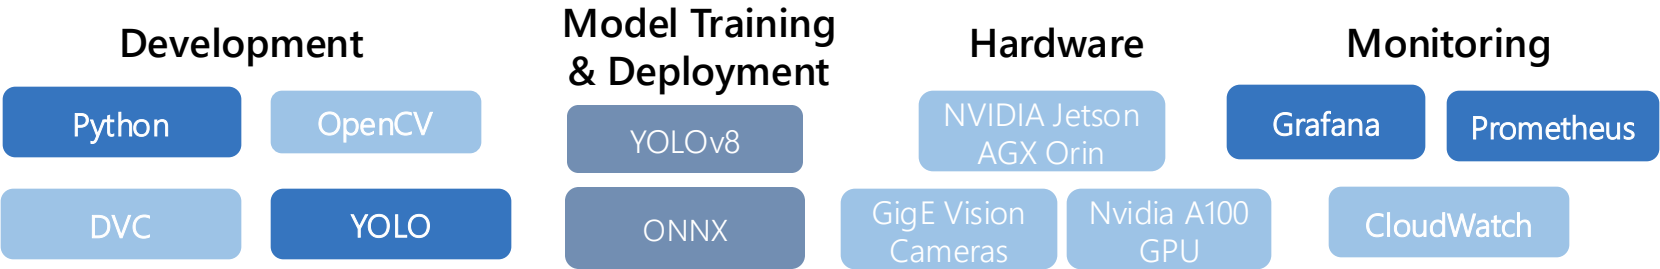 Development
Python
OpenCV
DVC
YOLO
Model Training
& Deployment
YOLOv8
ONNX
Hardware
NVIDIA Jetson
AGX Orin
GigE Vision
Cameras
Nvidia A100
GPU
Monitoring
Grafana
Prometheus
CloudWatch